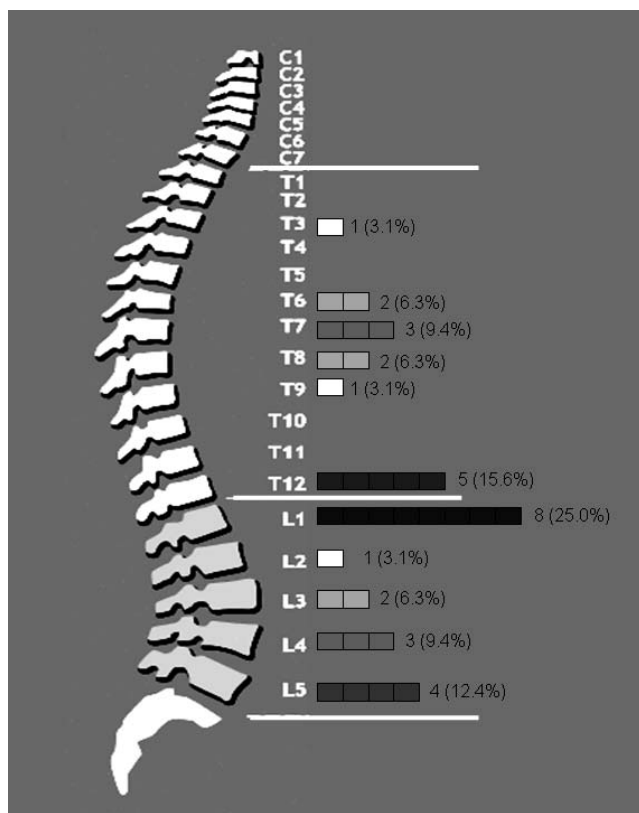 C1
C2
C3
C4
C5
C6
C7
T1
T2
T3 1 (3.1%)
T4
T5
T6 2 (6.3%)
T7 3 (9.4%)
T8 2 (6.3%)
T9 1 (3.1%)
T10
T11
T12 5 (15.6%)
L1 8 (25.0%)
L2 1 (3.1%)
L3 2 (6.3%)
L4 3 (9.4%)
L5 4 (12.4%)